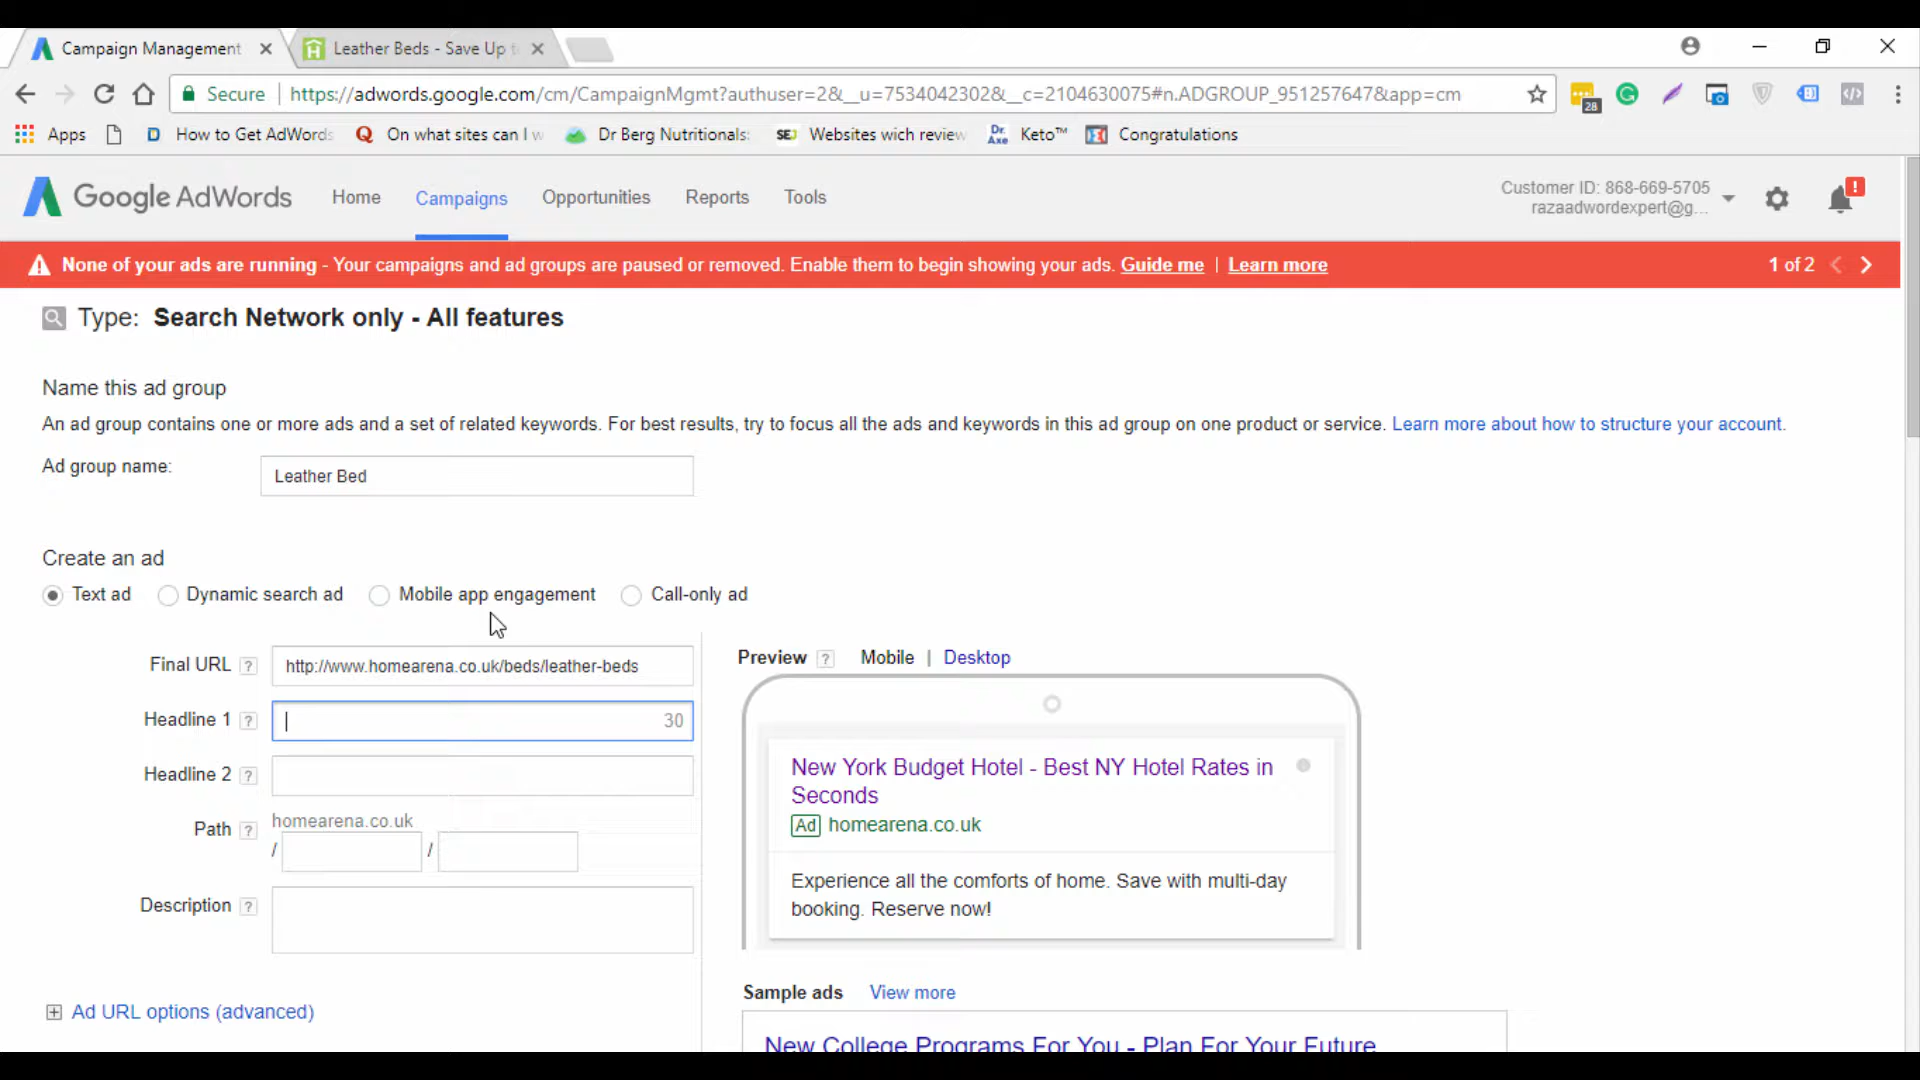 Campaign Management
Leather Beds - Save Up t
Secure
https://adwords.google.com/cm/CampaignMgmt?authuser=2&__u=7534042302&__c=2104630075#n.ADGROUP_951257647&app=cm
28
Apps
D
How to Get AdWords
Q
On what sites can I w
Dr Berg Nutritionals:
SEJ
Websites wich review
Dr. Axe
Keto™
Congratulations
Google AdWords
Home
Campaigns
Opportunities
Reports
Tools
Customer ID: 868-669-5705
razaadwordexpert@g...
!
None of your ads are running - Your campaigns and ad groups are paused or removed. Enable them to begin showing your ads. Guide me | Learn more
1 of 2
Type: Search Network only - All features
Name this ad group
An ad group contains one or more ads and a set of related keywords. For best results, try to focus all the ads and keywords in this ad group on one product or service. Learn more about how to structure your account.
Ad group name:
Leather Bed
Create an ad
Text ad
Dynamic search ad
Mobile app engagement
Call-only ad
Final URL ?
http://www.homearena.co.uk/beds/leather-beds
Headline 1 ?
30
Headline 2 ?
Path ?
homearena.co.uk
/ /
Description ?
Ad URL options (advanced)
Preview ? Mobile | Desktop
New York Budget Hotel - Best NY Hotel Rates in
Seconds
Ad homearena.co.uk
Experience all the comforts of home. Save with multi-day
booking. Reserve now!
Sample ads View more
New College Programs For You - Plan For Your Future